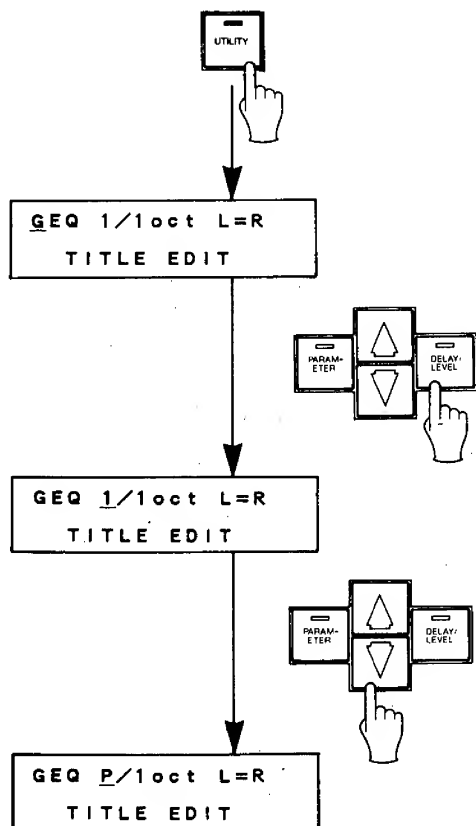 UTILITY
GEQ 1/1oct L=R
TITLE EDIT
PARAM-
ETER
DELAY/
LEVEL
GEQ 1/1oct L=R
TITLE EDIT
PARAM-
ETER
DELAY/
LEVEL
GEQ P/1oct L=R
TITLE EDIT